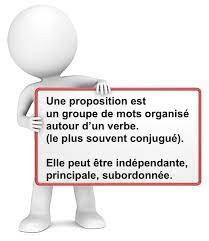 Une proposition est
un groupe de mots organisé
autour d'un verbe.
(le plus souvent conjugué).
Elle peut être indépendante,
principale, subordonnée.